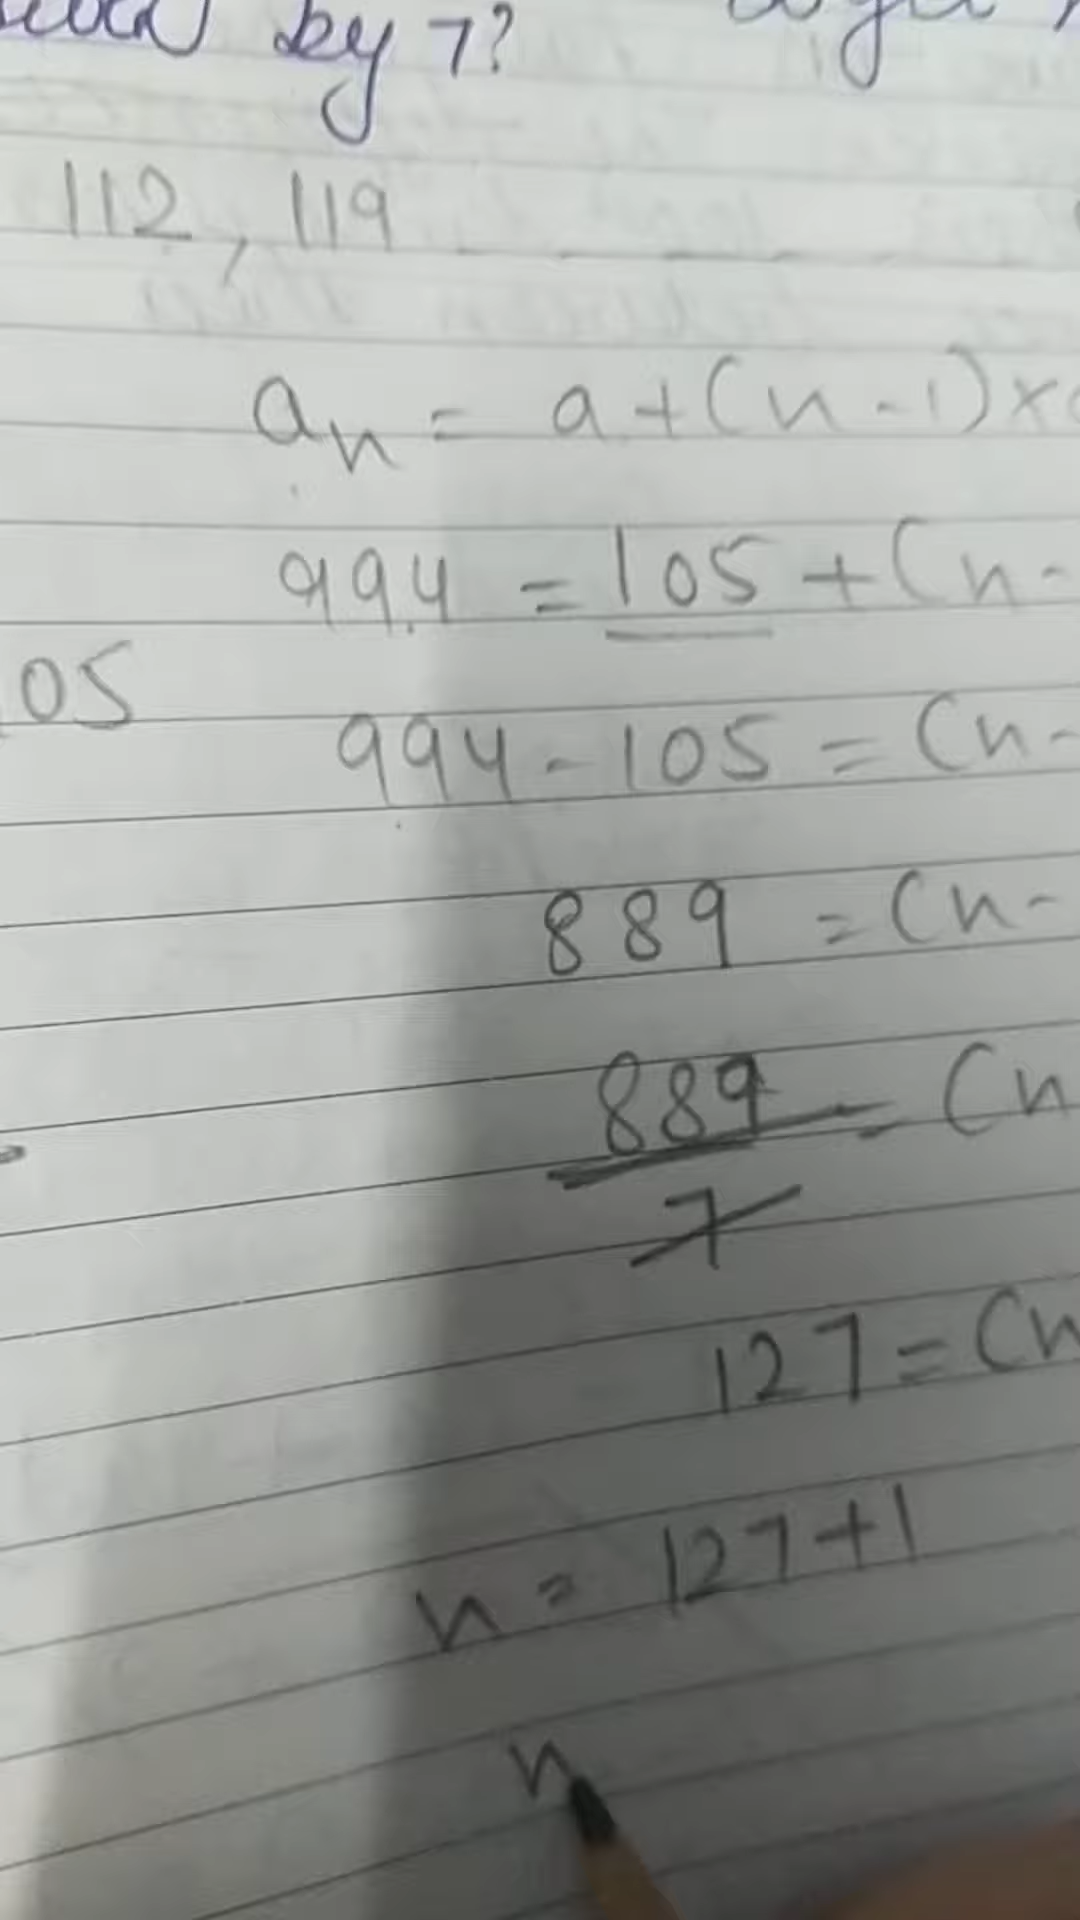 by 7?
112, 119
an = a + (n-1)×
994 = 105 + (n-
05
994 - 105 = (n-
889 = (n-
889/7 = (n
127 = (n
n = 127+1
n